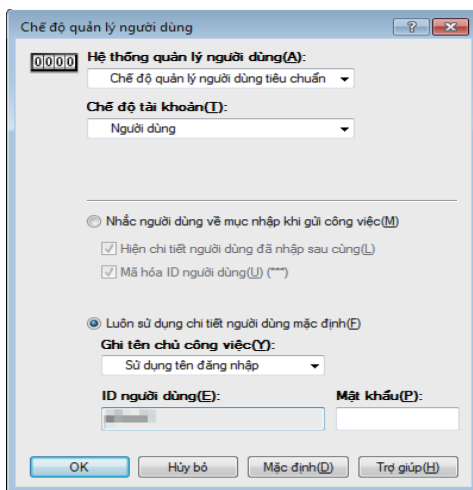 Chế độ quản lý người dùng
0000
Hệ thống quản lý người dùng(A):
Chế độ quản lý người dùng tiêu chuẩn
Chế độ tài khoản(T):
Người dùng
Nhắc người dùng về mục nhập khi gửi công việc(M)
Hiện chi tiết người dùng đã nhập sau cùng(L)
Mã hóa ID người dùng(U) (***)
Luôn sử dụng chi tiết người dùng mặc định(F)
Ghi tên chủ công việc(Y):
Sử dụng tên đăng nhập
ID người dùng(E): Mật khẩu(P):
OK Hủy bỏ Mặc định(D) Trợ giúp(H)